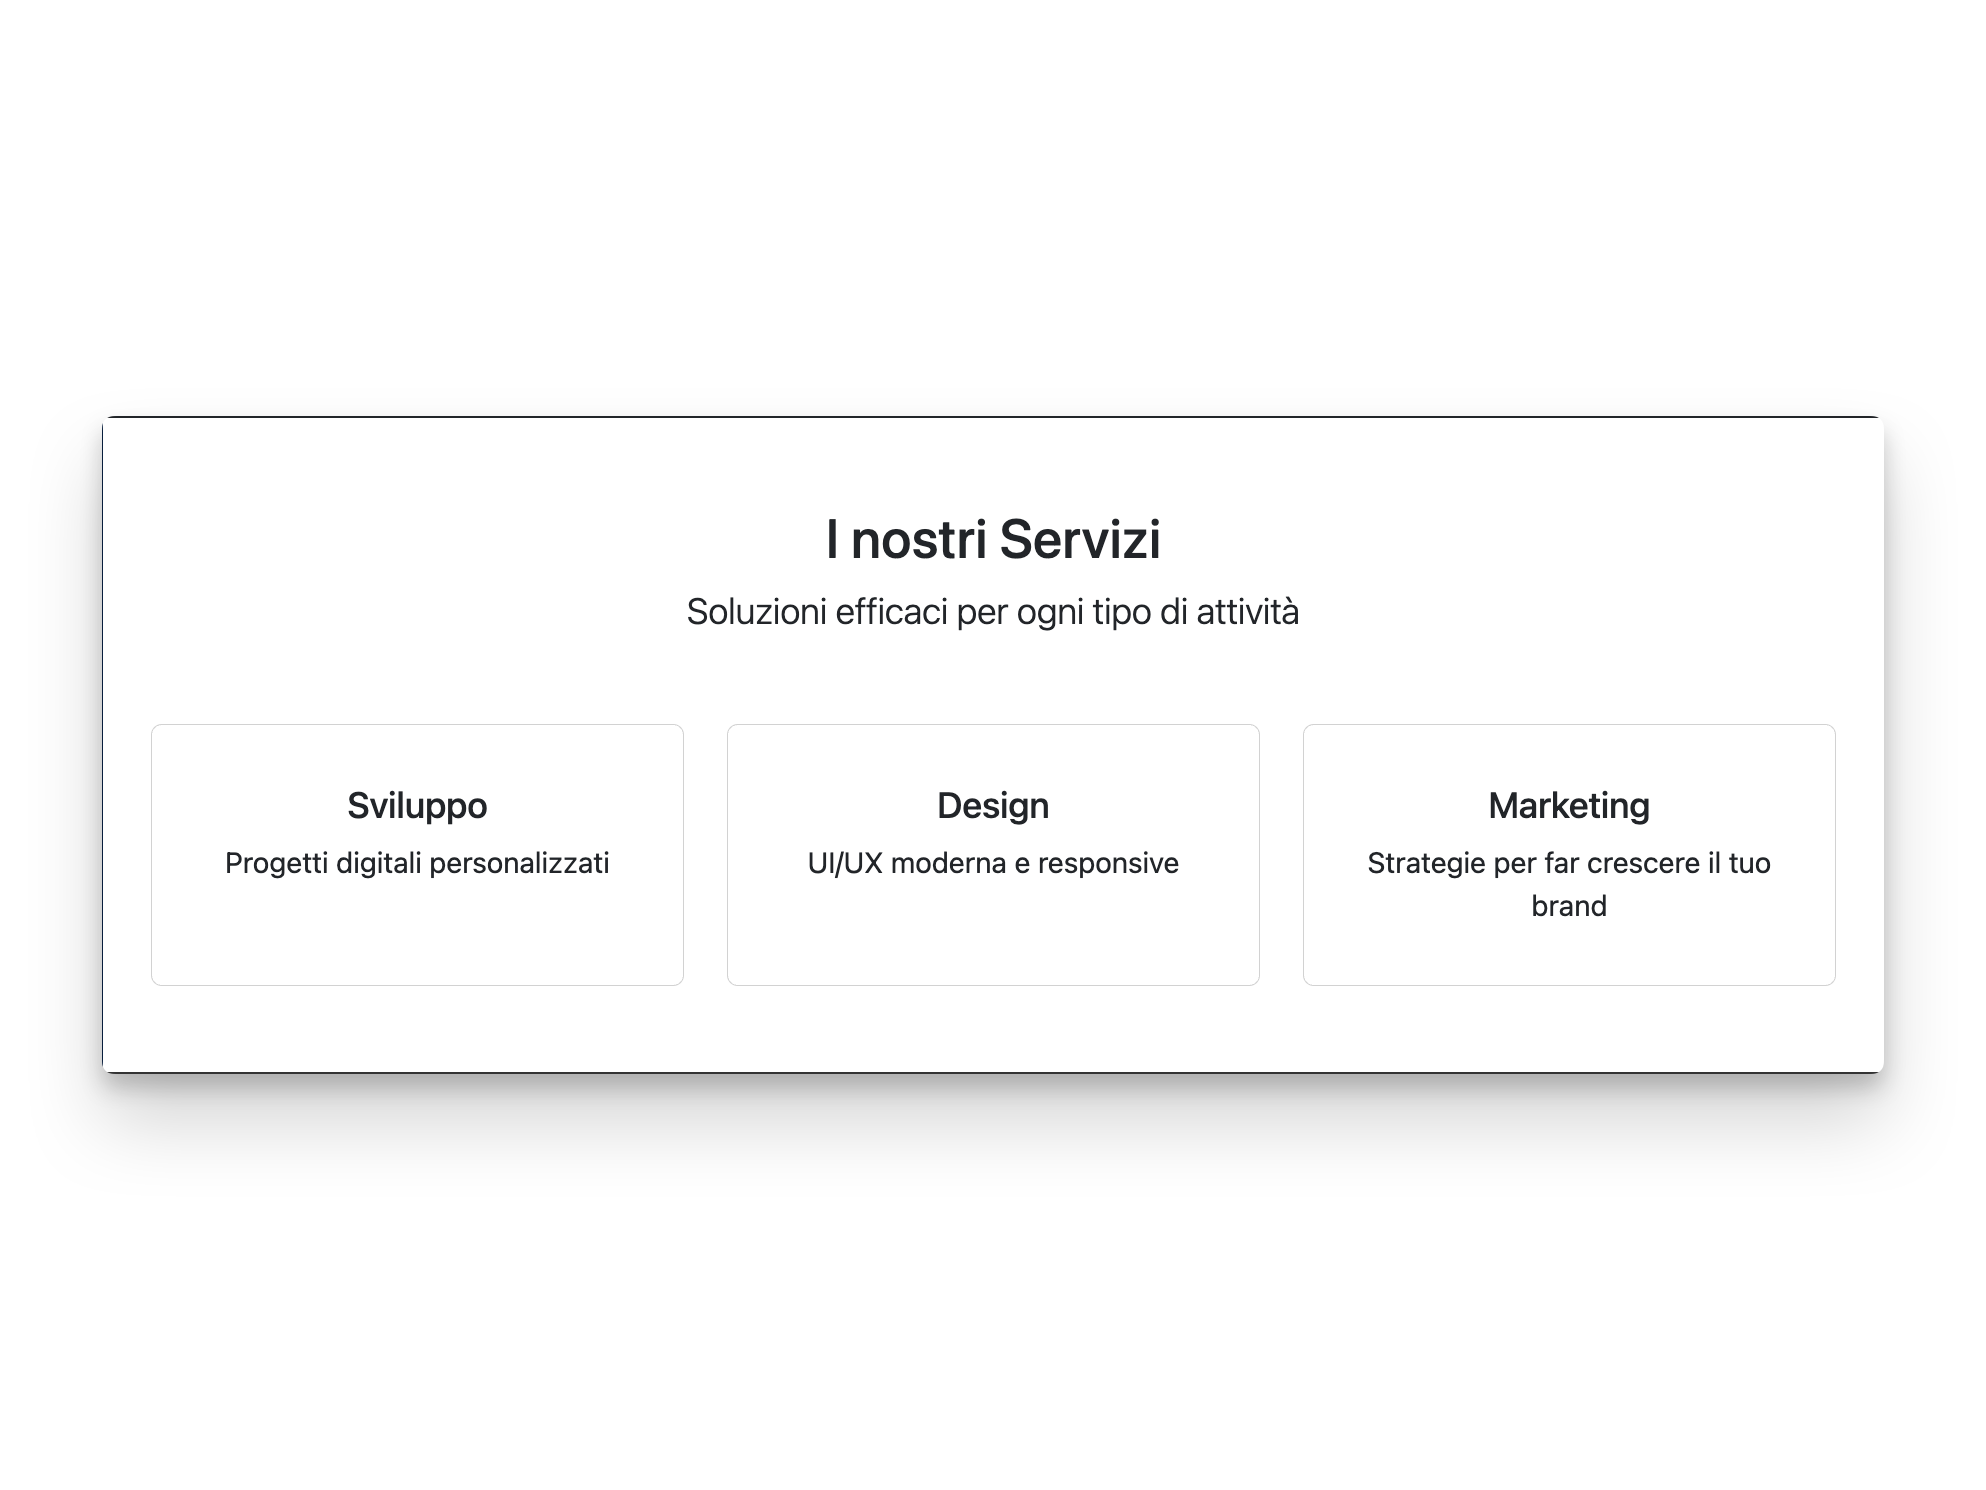 I nostri Servizi
Soluzioni efficaci per ogni tipo di attività
Sviluppo
Progetti digitali personalizzati
Design
UI/UX moderna e responsive
Marketing
Strategie per far crescere il tuo
brand